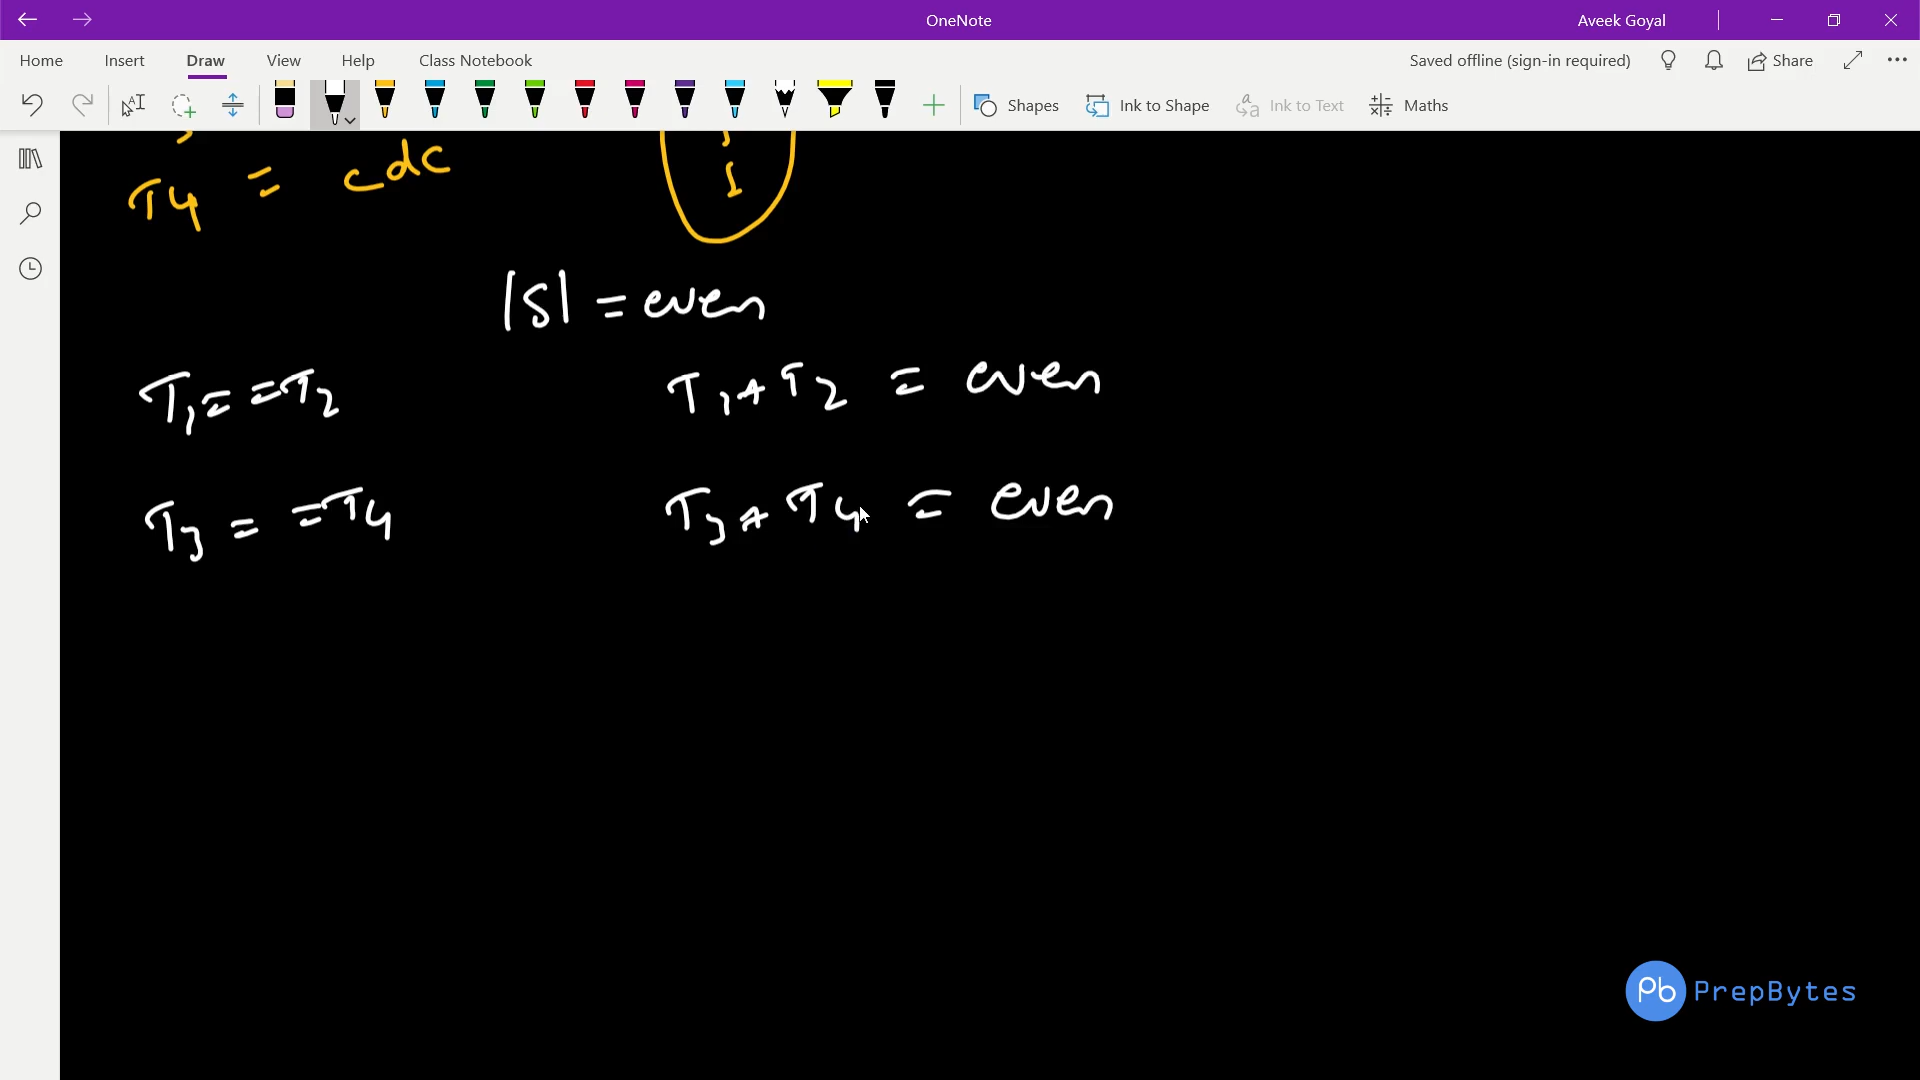 OneNote
Aveek Goyal
Home Insert Draw View Help Class Notebook
Saved offline (sign-in required) Share
Shapes Ink to Shape Ink to Text Maths
T4 = cdc
|S| = even
T1 = = T2 T1 + T2 = even
T3 = = T4 T3 + T4 = even
Pb PrepBytes